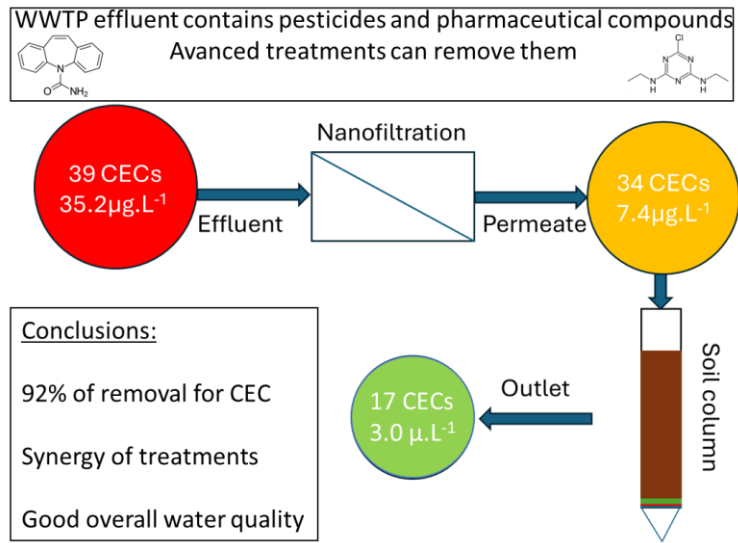 WWTP effluent contains pesticides and pharmaceutical compounds
Avanced treatments can remove them
N
O
NH₂
Cl
N
N
N
N
H
N
H
39 CECs
35.2µg.L⁻¹
Effluent
Nanofiltration
Permeate
34 CECs
7.4µg.L⁻¹
Soil column
Outlet
17 CECs
3.0 µ.L⁻¹
Conclusions:
92% of removal for CEC
Synergy of treatments
Good overall water quality